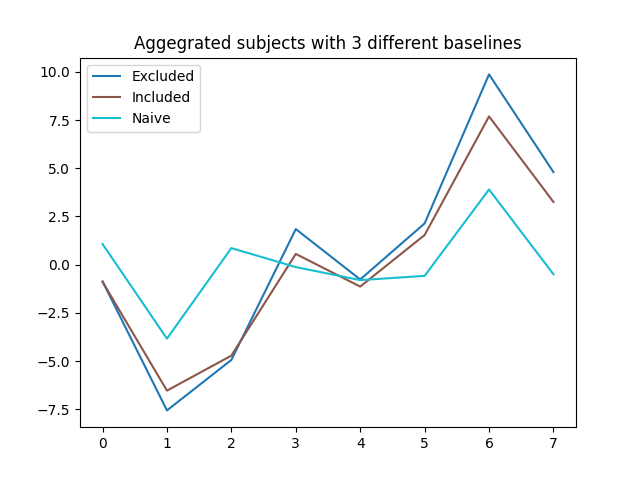 Aggegrated subjects with 3 different baselines
Excluded
Included
Naive
10.0
7.5
5.0
2.5
0.0
−2.5
−5.0
−7.5
0 1 2 3 4 5 6 7